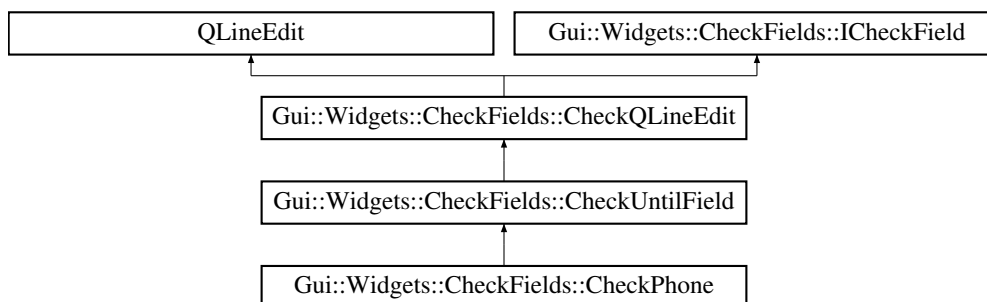 QLineEdit
Gui::Widgets::CheckFields::ICheckField
Gui::Widgets::CheckFields::CheckQLineEdit
Gui::Widgets::CheckFields::CheckUntilField
Gui::Widgets::CheckFields::CheckPhone